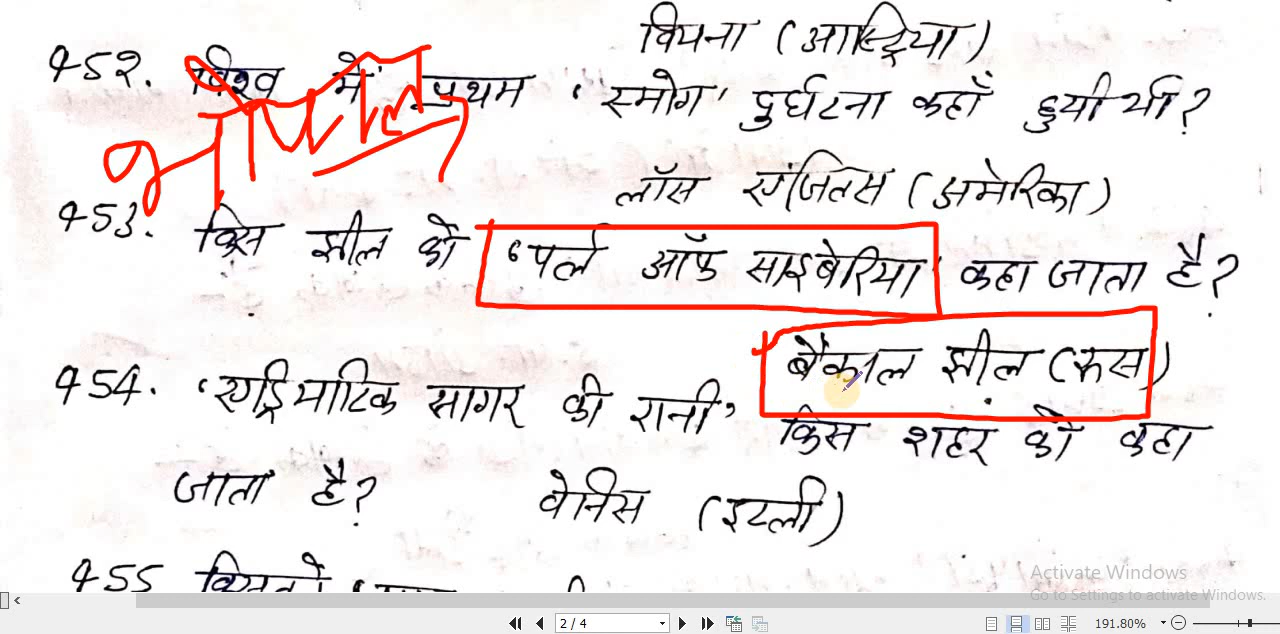 वियना (आस्ट्रिया)
452. विश्व में प्रथम 'स्मोग' दुर्घटना कहाँ हुयी थी?
लॉस एंजिलस (अमेरिका)
453. किस झील को 'पर्ल ऑफ साइबेरिया' कहा जाता है?
बैकाल झील (रूस)
454. 'एड्रियाटिक सागर की रानी' किस शहर को कहा
जाता है? वेनिस (इटली)
455
Activate Windows
Go to Settings to activate Windows.
2 / 4
191.80%